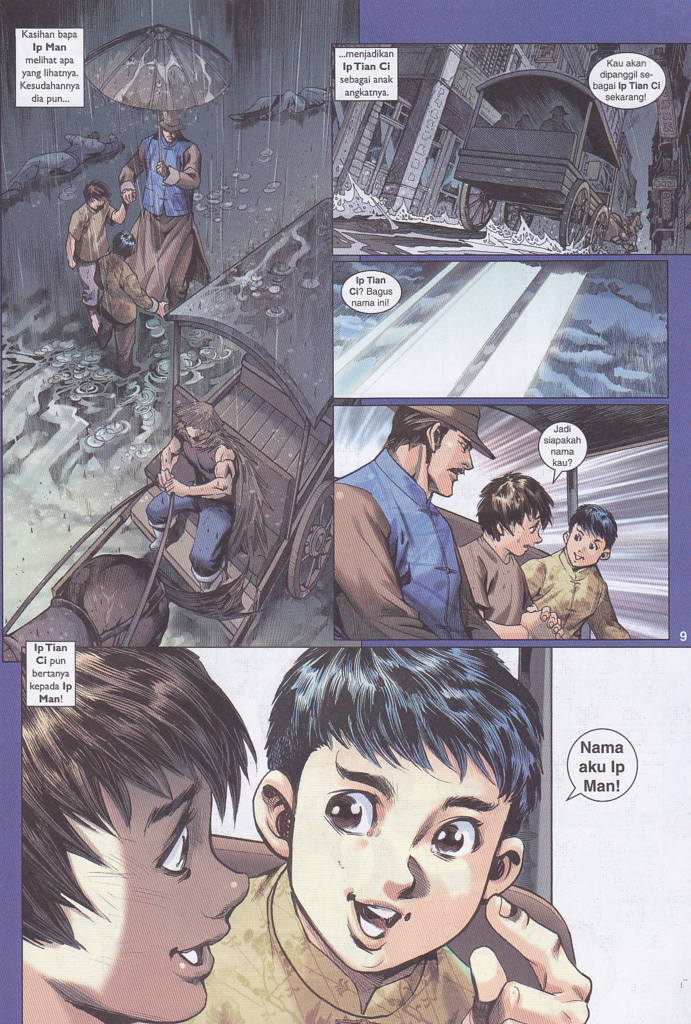 Kasihan bapa
Ip Man
melihat apa
yang lihatnya.
Kesudahannya
dia pun...
...menjadikan
Ip Tian Ci
sebagai anak
angkatnya.
Kau akan
dipanggil se-
bagai Ip Tian Ci
sekarang!
Ip Tian
Ci? Bagus
nama ini!
Jadi
siapakah
nama
kau?
9
Ip Tian
Ci pun
bertanya
kepada Ip
Man!
Nama
aku Ip
Man!